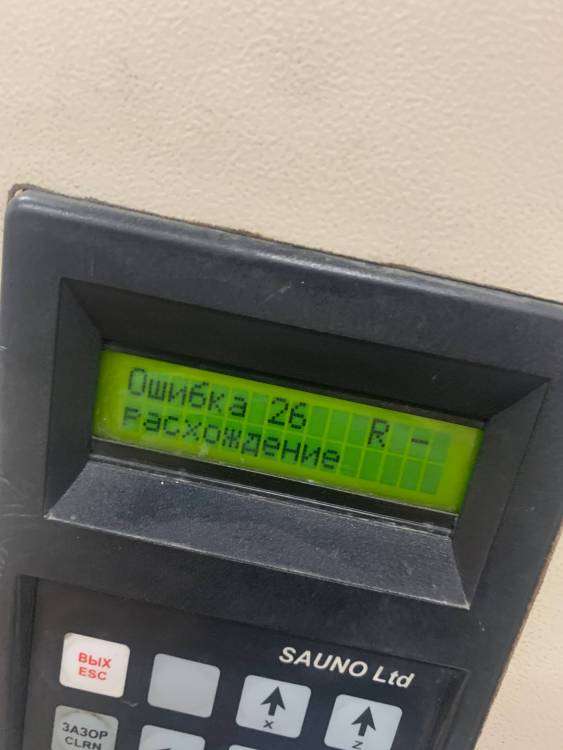 Ошибка 26 R -
расхождение
SAUNO Ltd
ВЫХ
ESC
X
Z
ЗАЗОР
CLRN